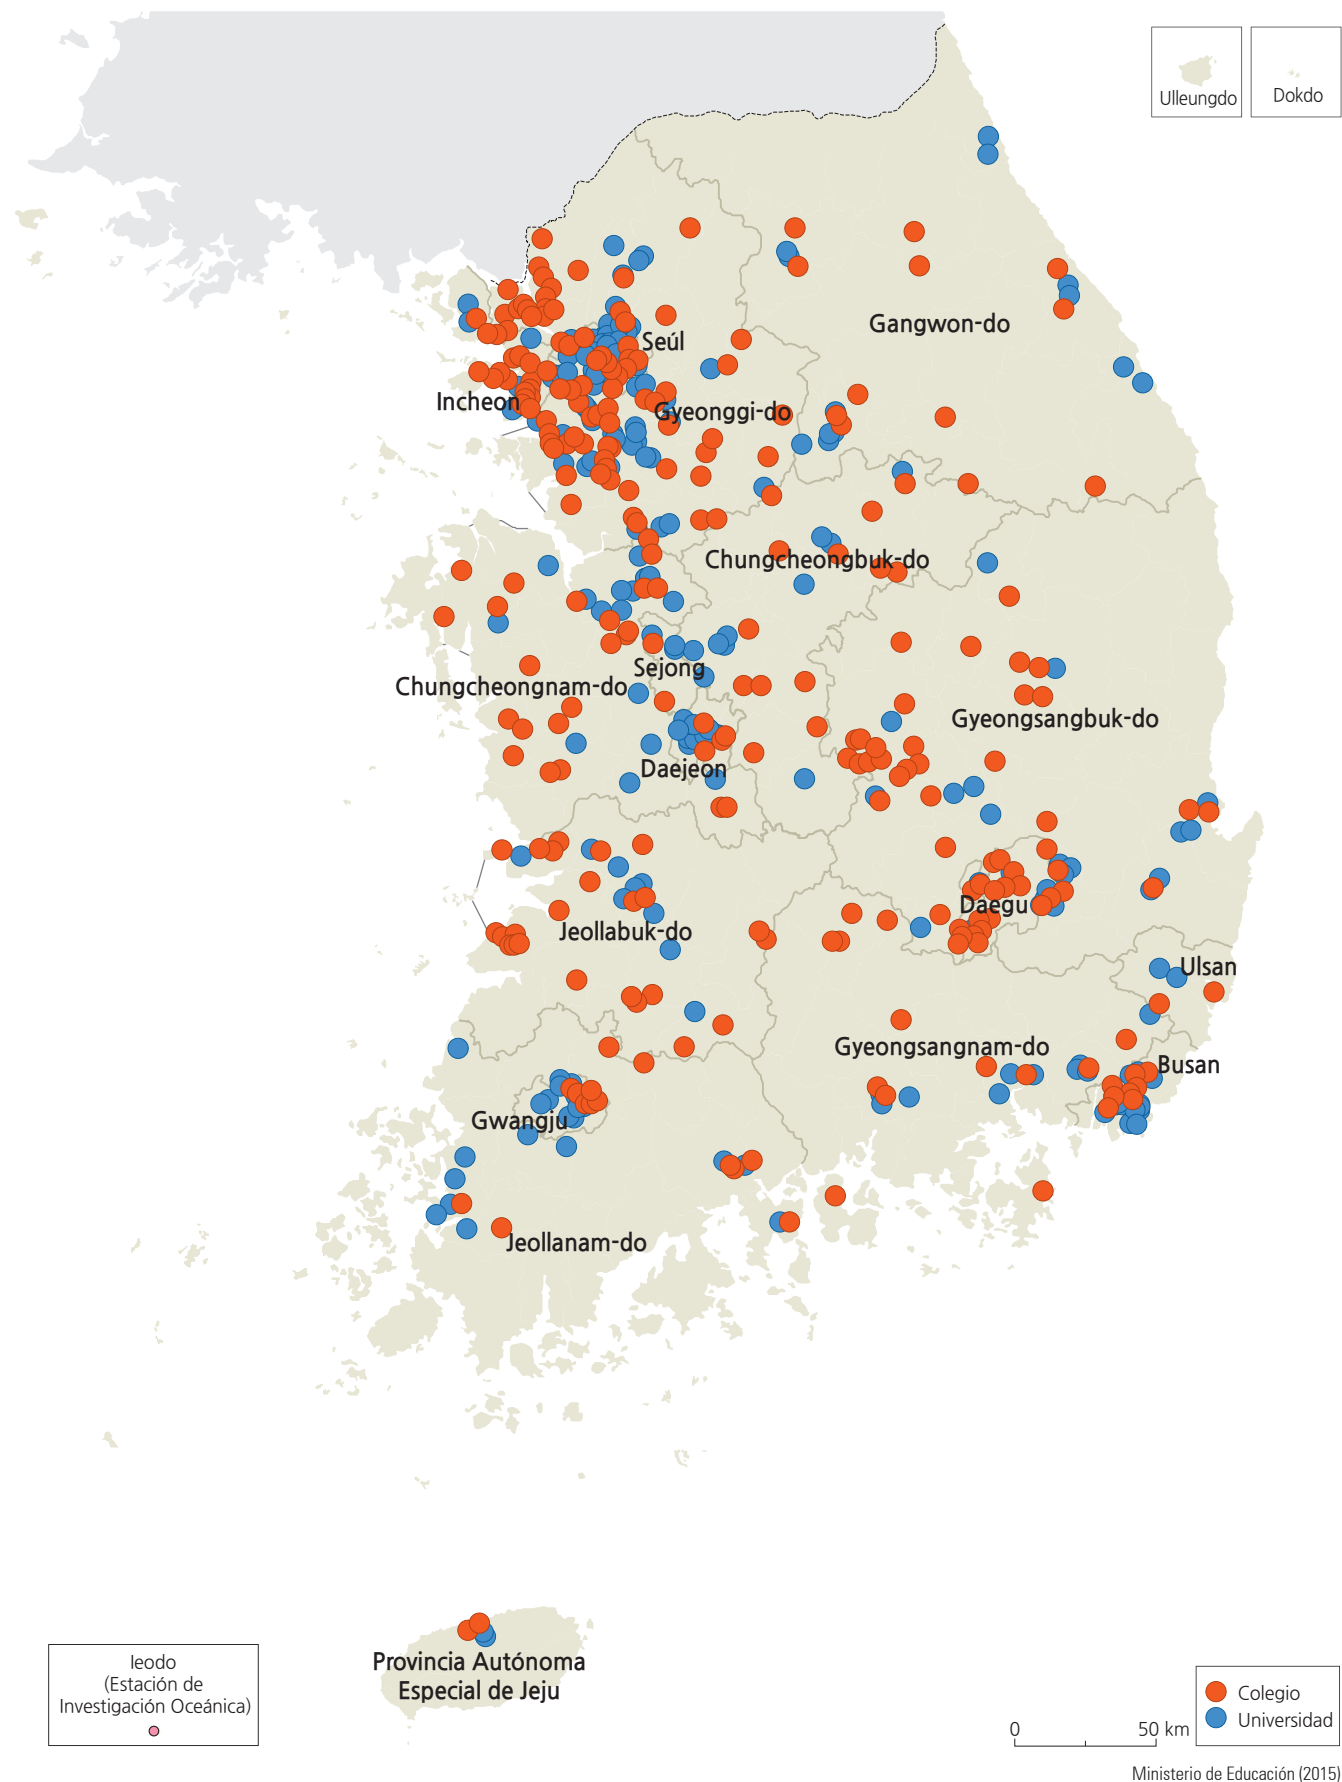 Ulleungdo
Dokdo
Gangwon-do
Seúl
Incheon
Gyeonggi-do
Chungcheongbuk-do
Sejong
Chungcheongnam-do
Gyeongsangbuk-do
Daejeon
Daegu
Jeollabuk-do
Ulsan
Gyeongsangnam-do
Busan
Gwangju
Jeollanam-do
Provincia Autónoma
Especial de Jeju
Ieodo
(Estación de
Investigación Oceánica)
Colegio
Universidad
0 50 km
Ministerio de Educación (2015)